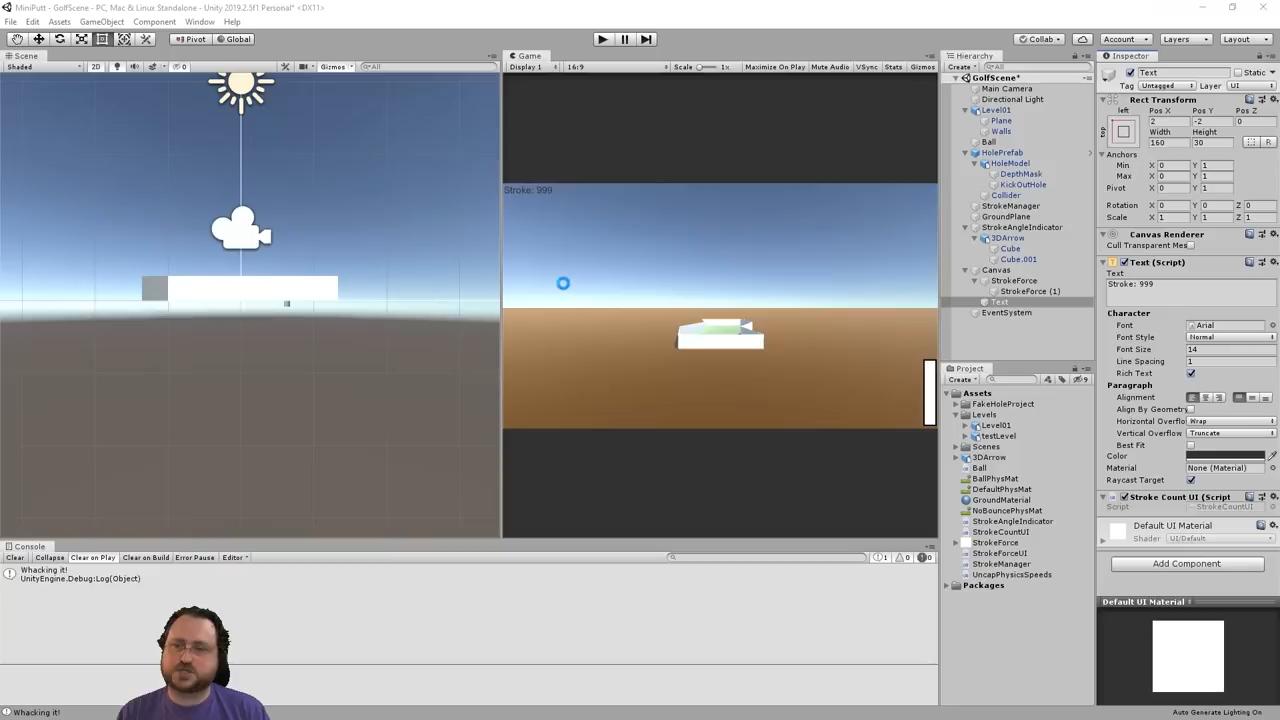 MiniPutt - GolfScene - PC, Mac & Linux Standalone - Unity 2019.2.5f1 Personal* <DX11>
File Edit Assets GameObject Component Window Help
Pivot Global Collab Account Layers Layout
Scene Game Hierarchy Inspector
Shaded 2D 0 Gizmos All Display 1 16:9 Scale 1x Maximize On Play Mute Audio VSync Stats Gizmos Create All
Text Static
Tag Untagged Layer UI
GolfScene*
Main Camera
Directional Light
Level01
Plane
Walls
Ball
HolePrefab
HoleModel
DepthMask
KickOutHole
Collider
StrokeManager
GroundPlane
StrokeAngleIndicator
3DArrow
Cube
Cube.001
Canvas
StrokeForce
StrokeForce (1)
Text
EventSystem
Stroke: 999
Rect Transform
left Pos X Pos Y Pos Z
top 2 -2 0
Width Height
160 30 R
Anchors
Min X 0 Y 1
Max X 0 Y 1
Pivot X 0 Y 1
Rotation X 0 Y 0 Z 0
Scale X 1 Y 1 Z 1
Canvas Renderer
Cull Transparent Mes
Text (Script)
Text
Stroke: 999
Character
Font Arial
Font Style Normal
Font Size 14
Line Spacing 1
Rich Text
Paragraph
Alignment
Align By Geometry
Horizontal Overflo Wrap
Vertical Overflow Truncate
Best Fit
Color
Material None (Material)
Raycast Target
Stroke Count UI (Script
Script StrokeCountUI
Default UI Material
Shader UI/Default
Add Component
Default UI Material
Project
Create 9
Assets
FakeHoleProject
Levels
Level01
testLevel
Scenes
3DArrow
Ball
BallPhysMat
DefaultPhysMat
GroundMaterial
NoBouncePhysMat
StrokeAngleIndicator
StrokeCountUI
StrokeForce
StrokeForceUI
StrokeManager
UncapPhysicsSpeeds
Packages
Console
Clear Collapse Clear on Play Clear on Build Error Pause Editor 1 0 0
Whacking it!
UnityEngine.Debug:Log(Object)
Whacking it!
Auto Generate Lighting On